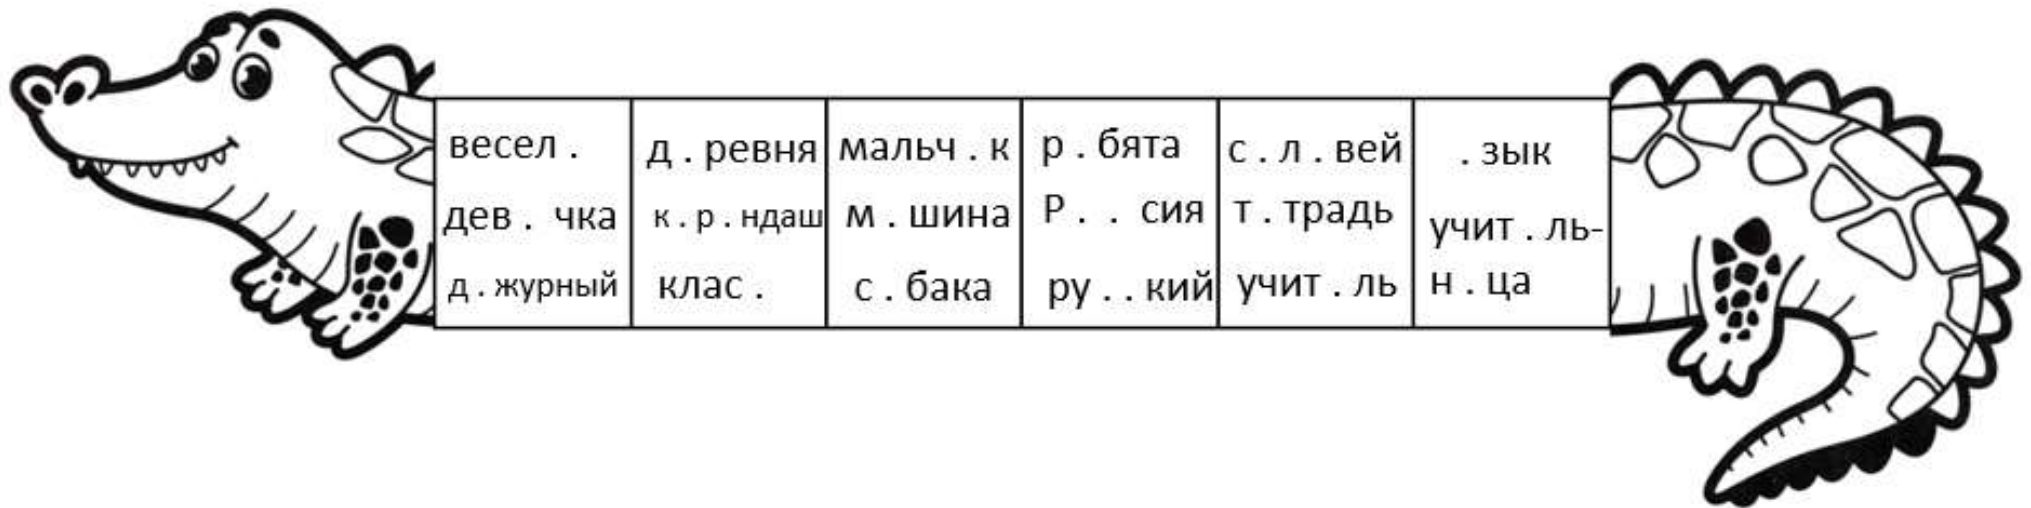 весел .
дев . чка
д . журный
д . ревня
к . р . ндаш
клас .
мальч . к
м . шина
с . бака
р . бята
Р . . сия
ру . . кий
с . л . вей
т . традь
учит . ль
. зык
учит . ль-
н . ца